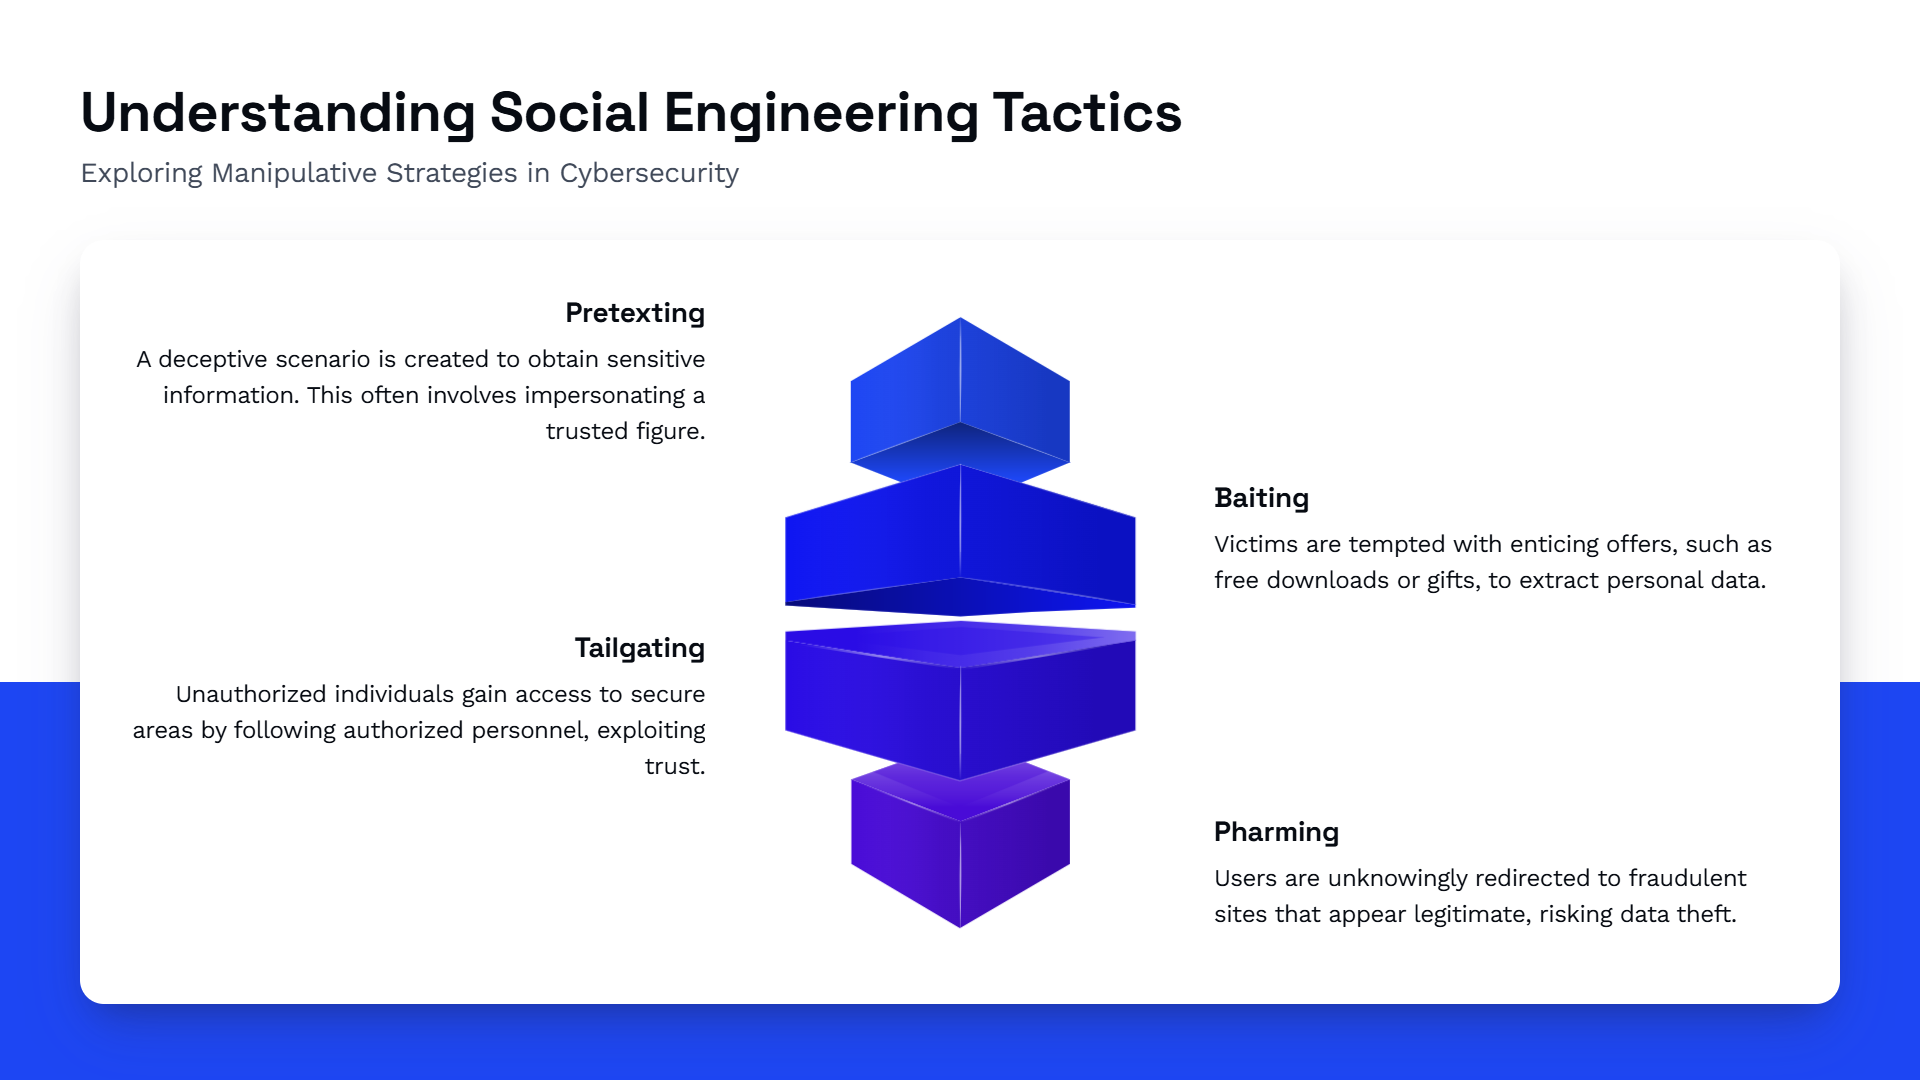 Understanding Social Engineering Tactics
Exploring Manipulative Strategies in Cybersecurity
Pretexting
A deceptive scenario is created to obtain sensitive
information. This often involves impersonating a
trusted figure.
Baiting
Victims are tempted with enticing offers, such as
free downloads or gifts, to extract personal data.
Tailgating
Unauthorized individuals gain access to secure
areas by following authorized personnel, exploiting
trust.
Pharming
Users are unknowingly redirected to fraudulent
sites that appear legitimate, risking data theft.